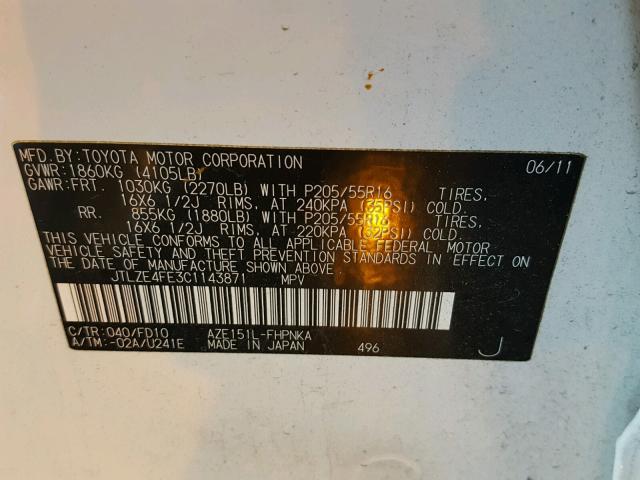 MFD.BY:TOYOTA MOTOR CORPORATION 06/11
GVWR:1860KG (4105LB)
GAWR:FRT. 1030KG (2270LB) WITH P205/55R16 TIRES,
16X6 1/2J RIMS, AT 240KPA (35PSI) COLD.
RR. 855KG (1880LB) WITH P205/55R16 TIRES,
16X6 1/2J RIMS, AT 220KPA (32PSI) COLD.
THIS VEHICLE CONFORMS TO ALL APPLICABLE FEDERAL MOTOR
VEHICLE SAFETY AND THEFT PREVENTION STANDARDS IN EFFECT ON
THE DATE OF MANUFACTURE SHOWN ABOVE.
JTLZE4FE3C1143871 MPV
C/TR:040/FD10 AZE151L-FHPNKA
A/TM:-02A/U241E MADE IN JAPAN 496 J